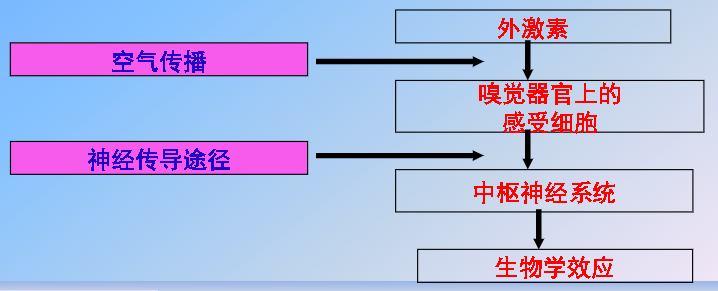 外激素
空气传播
嗅觉器官上的
感受细胞
神经传导途径
中枢神经系统
生物学效应